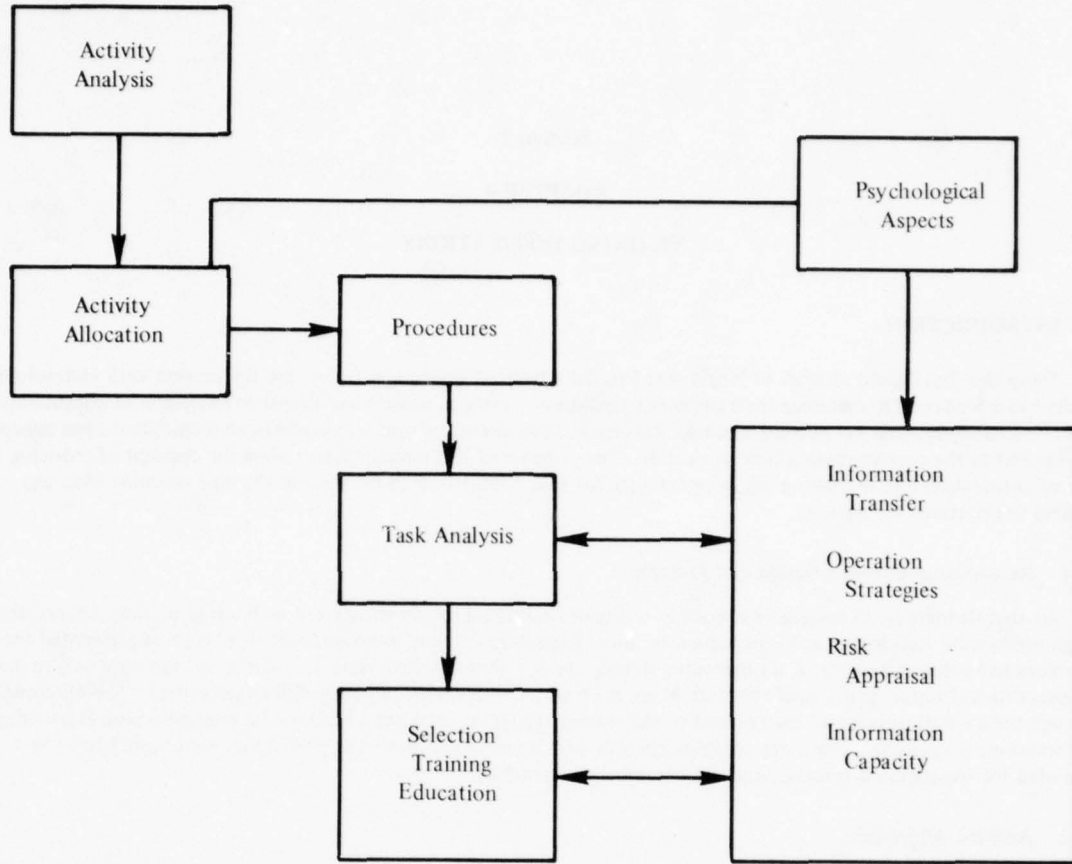 Activity
Analysis
Psychological
Aspects
Activity
Allocation
Procedures
Information
Transfer
Task Analysis
Operation
Strategies
Risk
Appraisal
Selection
Training
Education
Information
Capacity